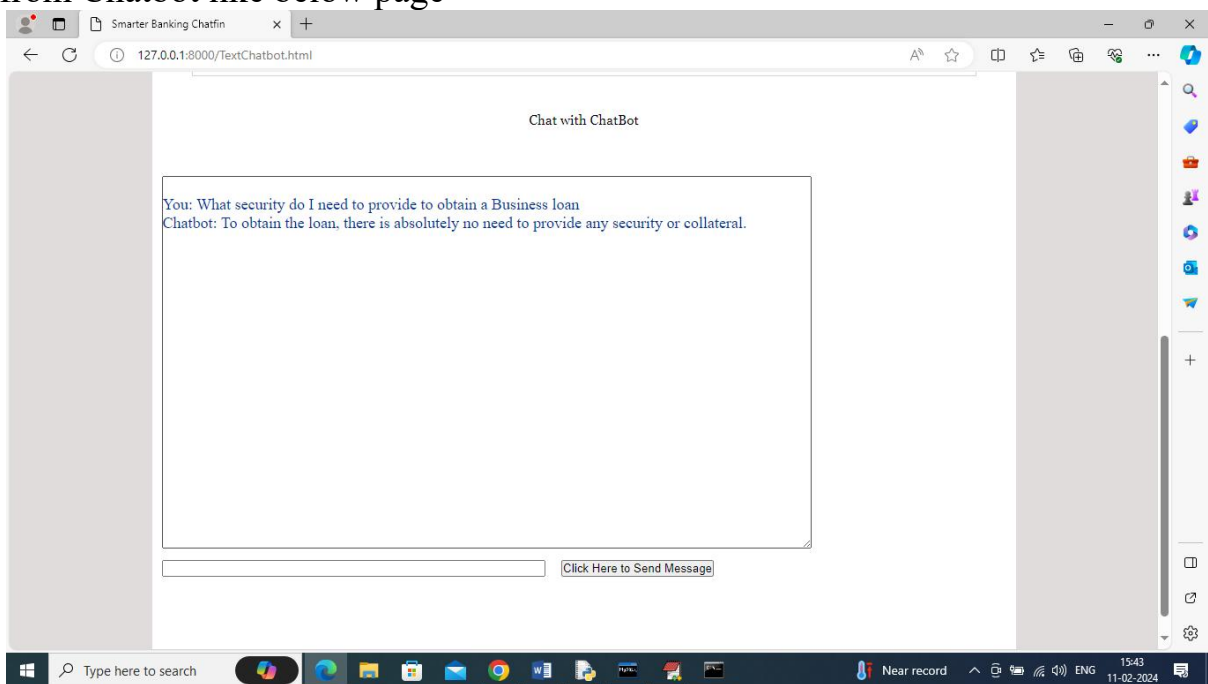 from Chatbot like below page
Smarter Banking Chatfin
127.0.0.1:8000/TextChatbot.html
Chat with ChatBot
You: What security do I need to provide to obtain a Business loan
Chatbot: To obtain the loan, there is absolutely no need to provide any security or collateral.
Click Here to Send Message
Type here to search
Near record
ENG
15:43
11-02-2024